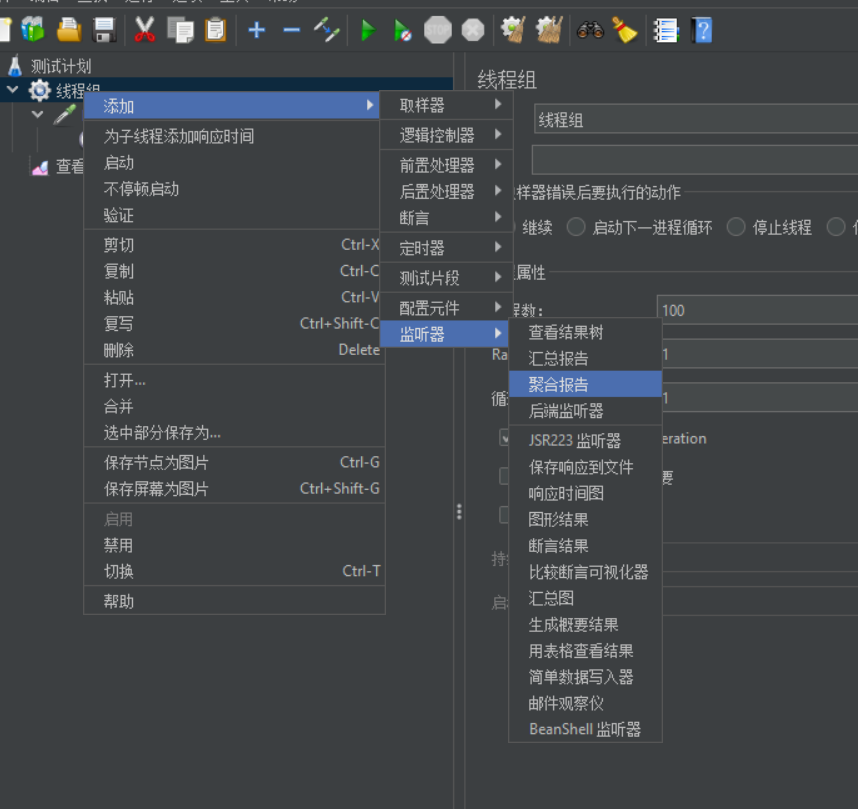 STOP
测试计划
线程组
查看
添加
为子线程添加响应时间
启动
不停顿启动
验证
剪切 Ctrl-X
复制 Ctrl-C
粘贴 Ctrl-V
复写 Ctrl+Shift-C
删除 Delete
打开...
合并
选中部分保存为...
保存节点为图片 Ctrl-G
保存屏幕为图片 Ctrl+Shift-G
启用
禁用
切换 Ctrl-T
帮助
取样器
逻辑控制器
前置处理器
后置处理器
断言
定时器
测试片段
配置元件
监听器
查看结果树
汇总报告
聚合报告
后端监听器
JSR223 监听器
保存响应到文件
响应时间图
图形结果
断言结果
比较断言可视化器
汇总图
生成概要结果
用表格查看结果
简单数据写入器
邮件观察仪
BeanShell 监听器
线程组
线程组
样器错误后要执行的动作
继续 启动下一进程循环 停止线程
属性
程数: 100
Ra 1
循 1
eration
要
持
启